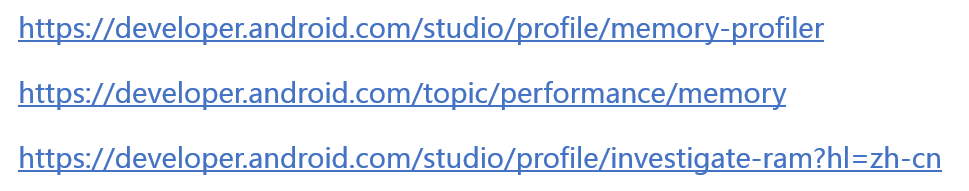 https://developer.android.com/studio/profile/memory-profiler
https://developer.android.com/topic/performance/memory
https://developer.android.com/studio/profile/investigate-ram?hl=zh-cn